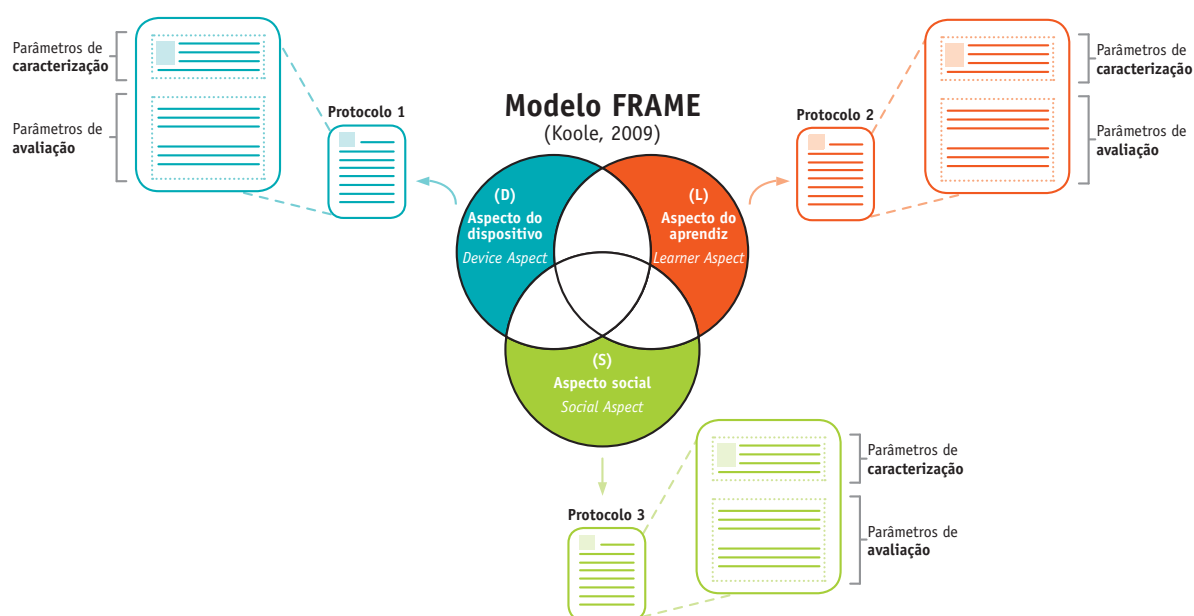 Parâmetros de
caracterização
Parâmetros de
avaliação
Protocolo 1
Modelo FRAME
(Koole, 2009)
Protocolo 2
Parâmetros de
caracterização
Parâmetros de
avaliação
(D)
Aspecto do
dispositivo
Device Aspect
(L)
Aspecto do
aprendiz
Learner Aspect
(S)
Aspecto social
Social Aspect
Protocolo 3
Parâmetros de
caracterização
Parâmetros de
avaliação